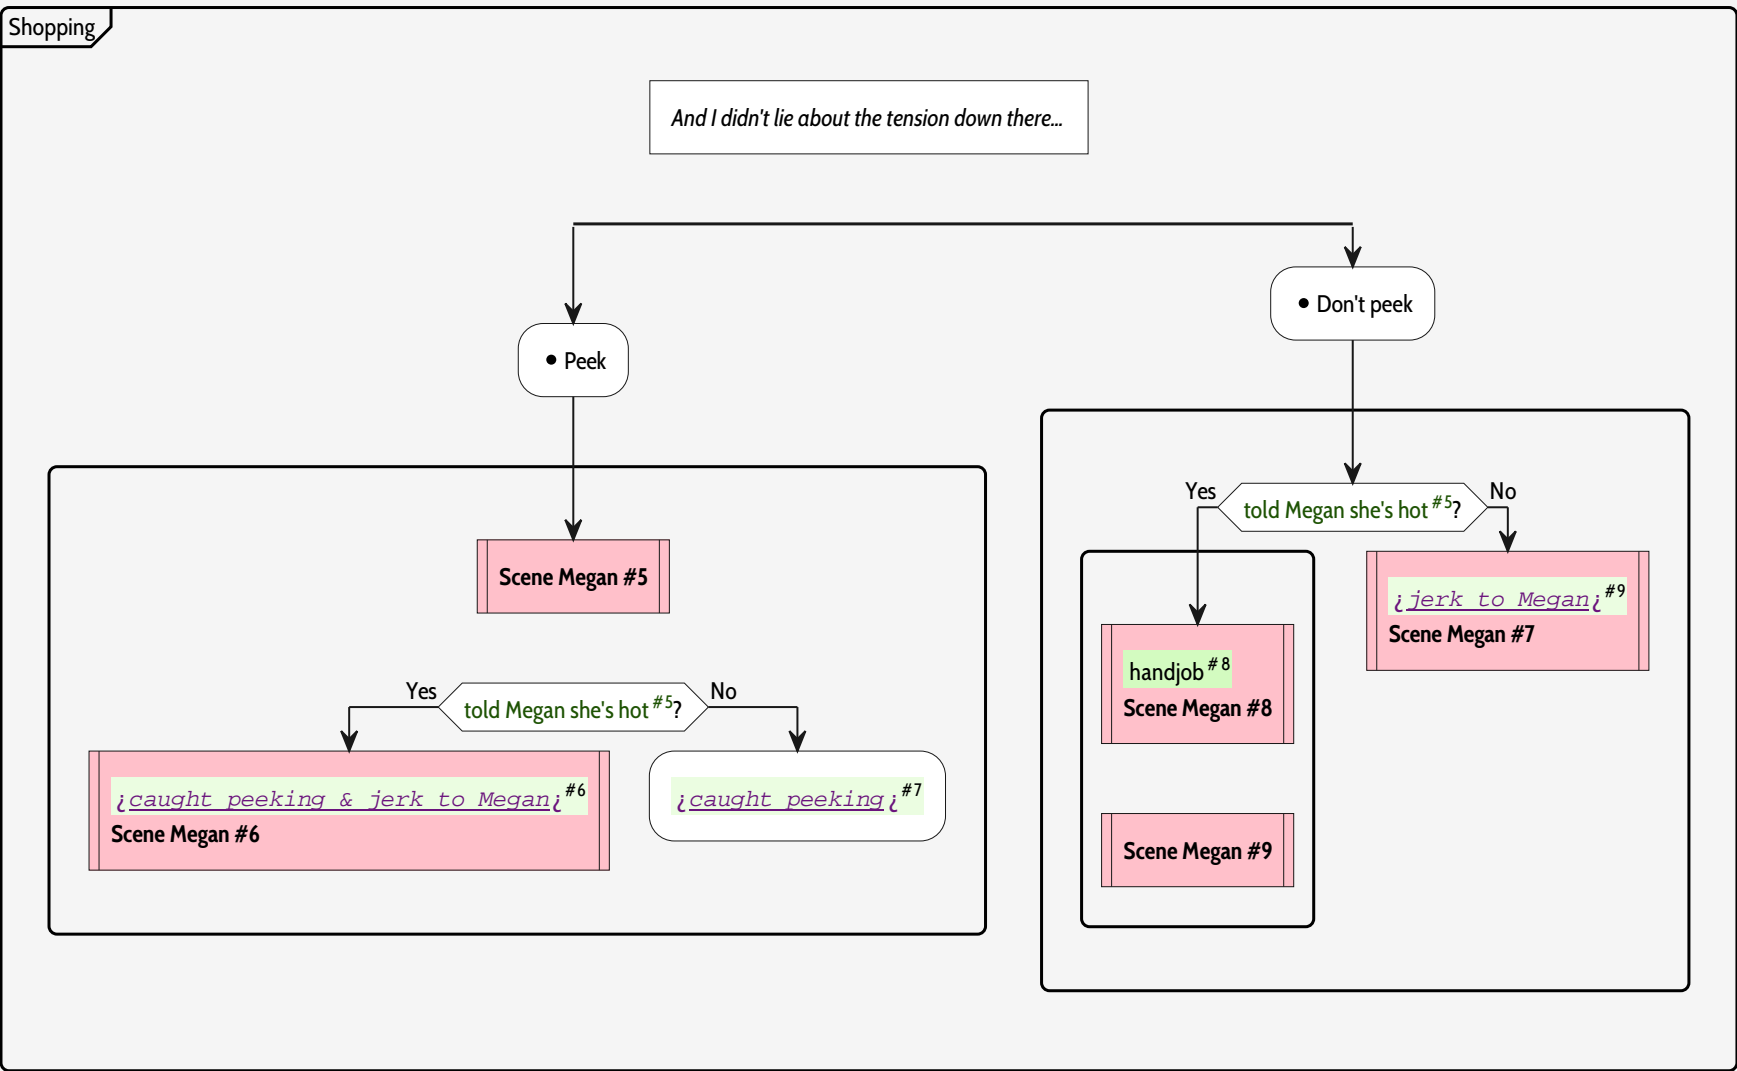 Shopping
And I didn't lie about the tension down there...
• Peek
• Don't peek
Scene Megan #5
Yes
told Megan she's hot #5?
No
¿caught peeking & jerk to Megan¿#6
Scene Megan #6
¿caught peeking¿#7
Yes
told Megan she's hot #5?
No
handjob #8
Scene Megan #8
Scene Megan #9
¿jerk to Megan¿#9
Scene Megan #7